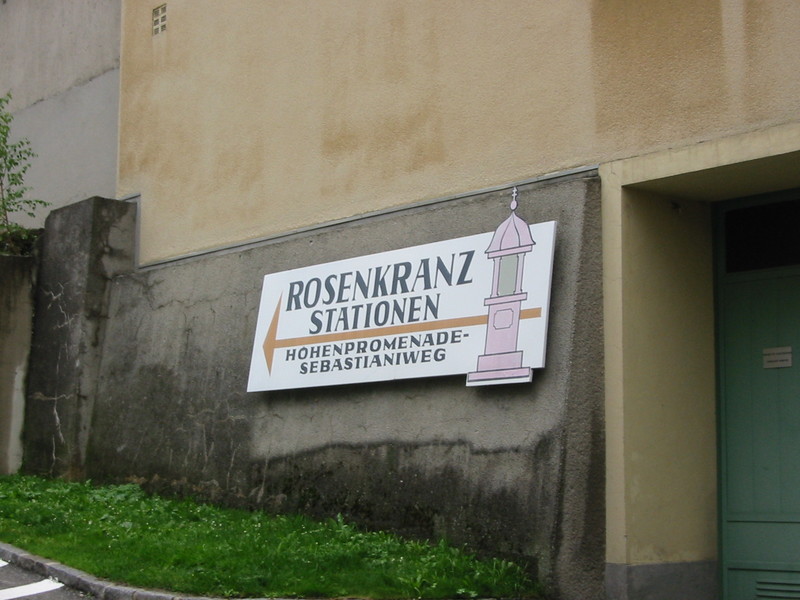 ROSENKRANZ
STATIONEN
HÖHENPROMENADE-
SEBASTIANIWEG